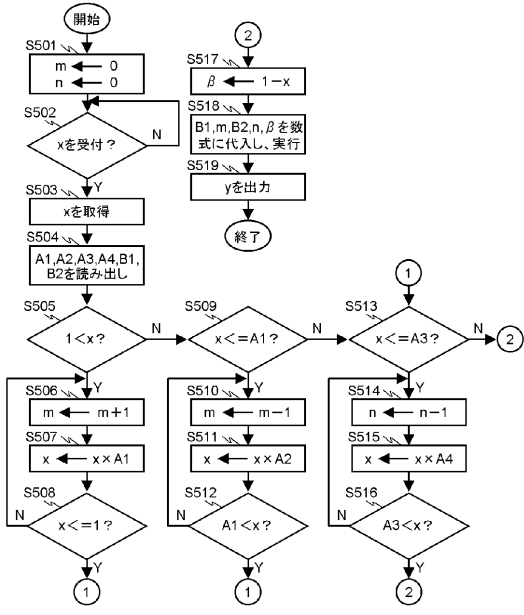 開始
S501
m ← 0
n ← 0
S502
xを受付？
N
Y
S503
xを取得
S504
A1,A2,A3,A4,B1,
B2を読み出し
S505
1<x？
N
Y
S506
m ← m+1
S507
x ← x×A1
S508
x<=1？
N
Y
1
S509
x<=A1？
N
Y
S510
m ← m−1
S511
x ← x×A2
S512
A1<x？
N
Y
1
1
S513
x<=A3？
N
2
Y
S514
n ← n−1
S515
x ← x×A4
S516
A3<x？
N
Y
2
2
S517
β ← 1−x
S518
B1,m,B2,n,βを数
式に代入し、実行
S519
yを出力
終了